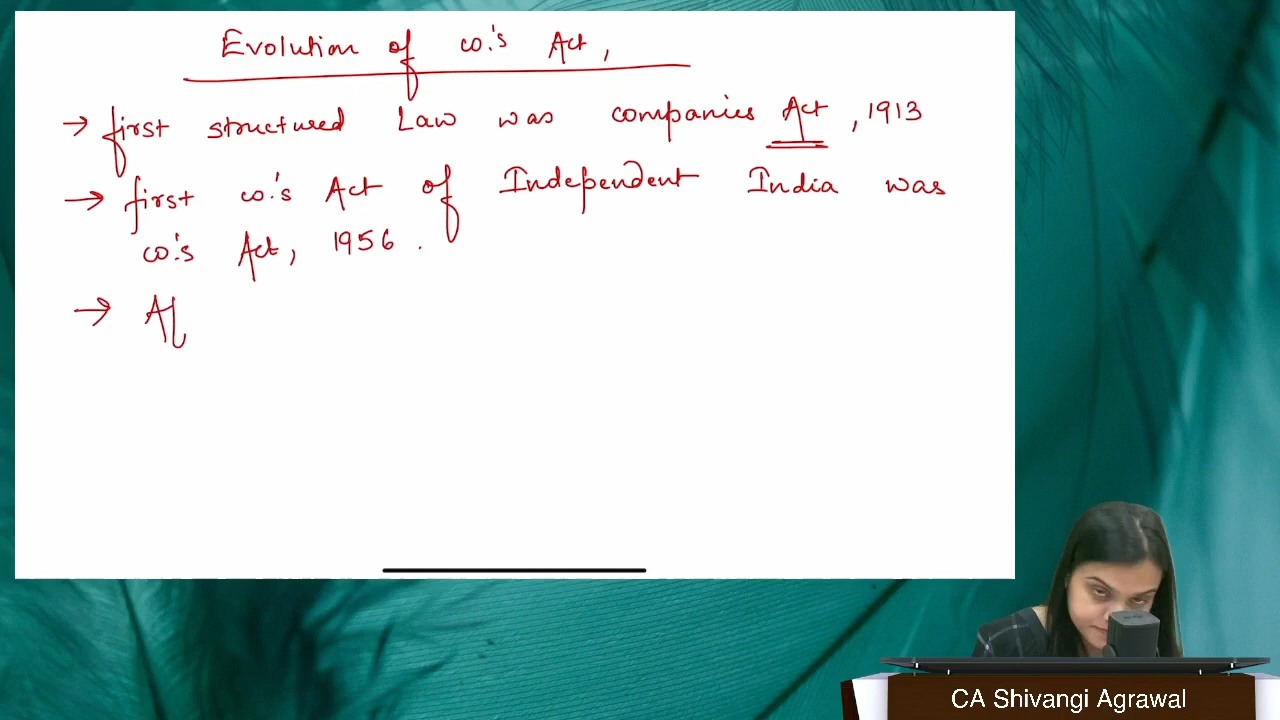 Evolution of co.'s Act,
→ first structured Law was companies Act, 1913
→ first co.'s Act of Independent India was
co.'s Act, 1956.
→ Af
CA Shivangi Agrawal